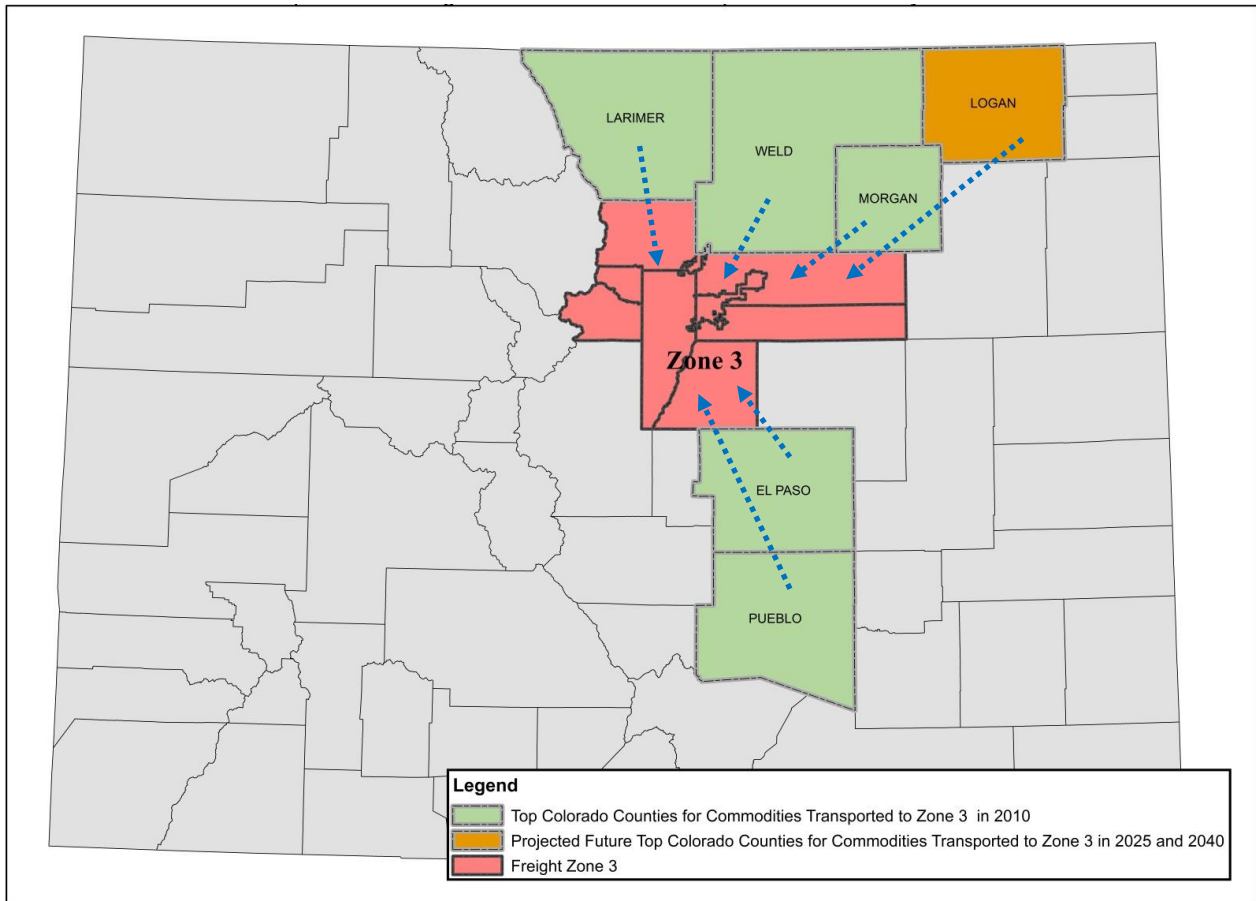 LOGAN
LARIMER
WELD
MORGAN
Zone 3
EL PASO
PUEBLO
Legend
Top Colorado Counties for Commodities Transported to Zone 3 in 2010
Projected Future Top Colorado Counties for Commodities Transported to Zone 3 in 2025 and 2040
Freight Zone 3